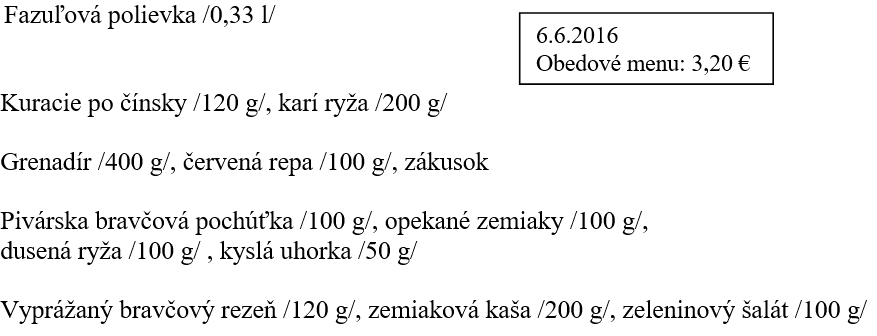 Fazuľová polievka /0,33 l/
6.6.2016
Obedové menu: 3,20 €
Kuracie po čínsky /120 g/, karí ryža /200 g/
Grenadír /400 g/, červená repa /100 g/, zákusok
Pivárska bravčová pochúťka /100 g/, opekané zemiaky /100 g/,
dusená ryža /100 g/ , kyslá uhorka /50 g/
Vyprážaný bravčový rezeň /120 g/, zemiaková kaša /200 g/, zeleninový šalát /100 g/